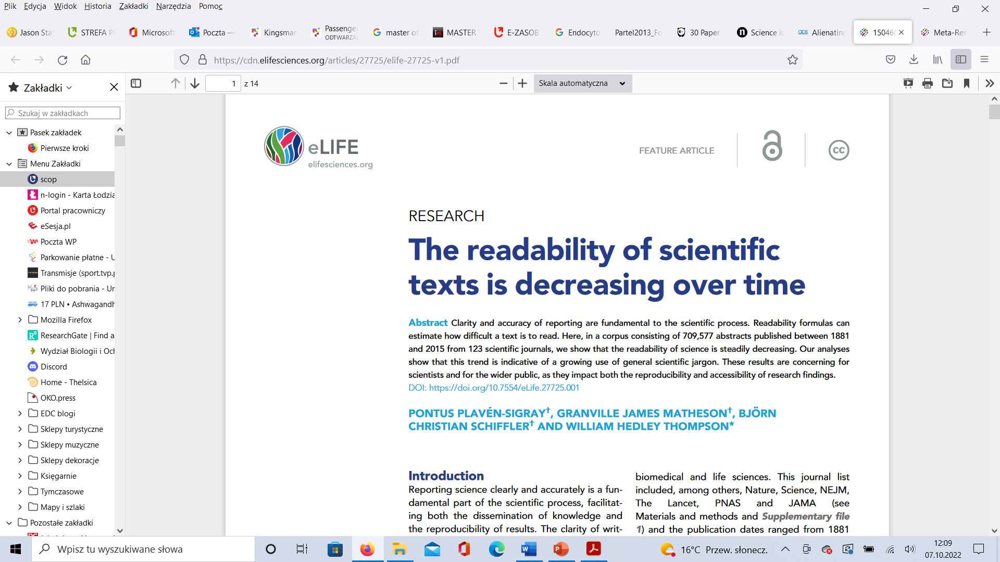 Plik Edycja Widok Historia Zakładki Narzędzia Pomoc
Jason Sta
STREFA P
Microsoft
Poczta —
Kingsman
Passenge
ODTWARZA
master of
MASTER
E-ZASOB
Endocyto
Partel2013_Fo
30 Paper
Science is
Alienating
15046
Meta-Res
https://cdn.elifesciences.org/articles/27725/elife-27725-v1.pdf
Zakładki
1 z 14
Skala automatyczna
Szukaj w zakładkach
Pasek zakładek
Pierwsze kroki
Menu Zakładki
scop
n-login - Karta Łodzia
Portal pracowniczy
eSesja.pl
Poczta WP
Parkowanie płatne - U
Transmisje (sport.tvp.p
Pliki do pobrania - Ur
17 PLN • Ashwagandh
Mozilla Firefox
ResearchGate | Find a
Wydział Biologii i Och
Discord
Home - Thelsica
OKO.press
EDC blogi
Sklepy turystyczne
Sklepy muzyczne
Sklepy dekoracje
Księgarnie
Tymczasowe
Mapy i szlaki
Pozostałe zakładki
eLIFE
elifesciences.org
FEATURE ARTICLE
cc
RESEARCH
The readability of scientific
texts is decreasing over time
Abstract Clarity and accuracy of reporting are fundamental to the scientific process. Readability formulas can
estimate how difficult a text is to read. Here, in a corpus consisting of 709,577 abstracts published between 1881
and 2015 from 123 scientific journals, we show that the readability of science is steadily decreasing. Our analyses
show that this trend is indicative of a growing use of general scientific jargon. These results are concerning for
scientists and for the wider public, as they impact both the reproducibility and accessibility of research findings.
DOI: https://doi.org/10.7554/eLife.27725.001
PONTUS PLAVÉN-SIGRAY†, GRANVILLE JAMES MATHESON†, BJÖRN
CHRISTIAN SCHIFFLER† AND WILLIAM HEDLEY THOMPSON*
Introduction
Reporting science clearly and accurately is a fun-
damental part of the scientific process, facilitat-
ing both the dissemination of knowledge and
the reproducibility of results. The clarity of writ-
biomedical and life sciences. This journal list
included, among others, Nature, Science, NEJM,
The Lancet, PNAS and JAMA (see
Materials and methods and Supplementary file
1) and the publication dates ranged from 1881
Wpisz tu wyszukiwane słowa
16°C Przew. słonecz.
12:09
07.10.2022